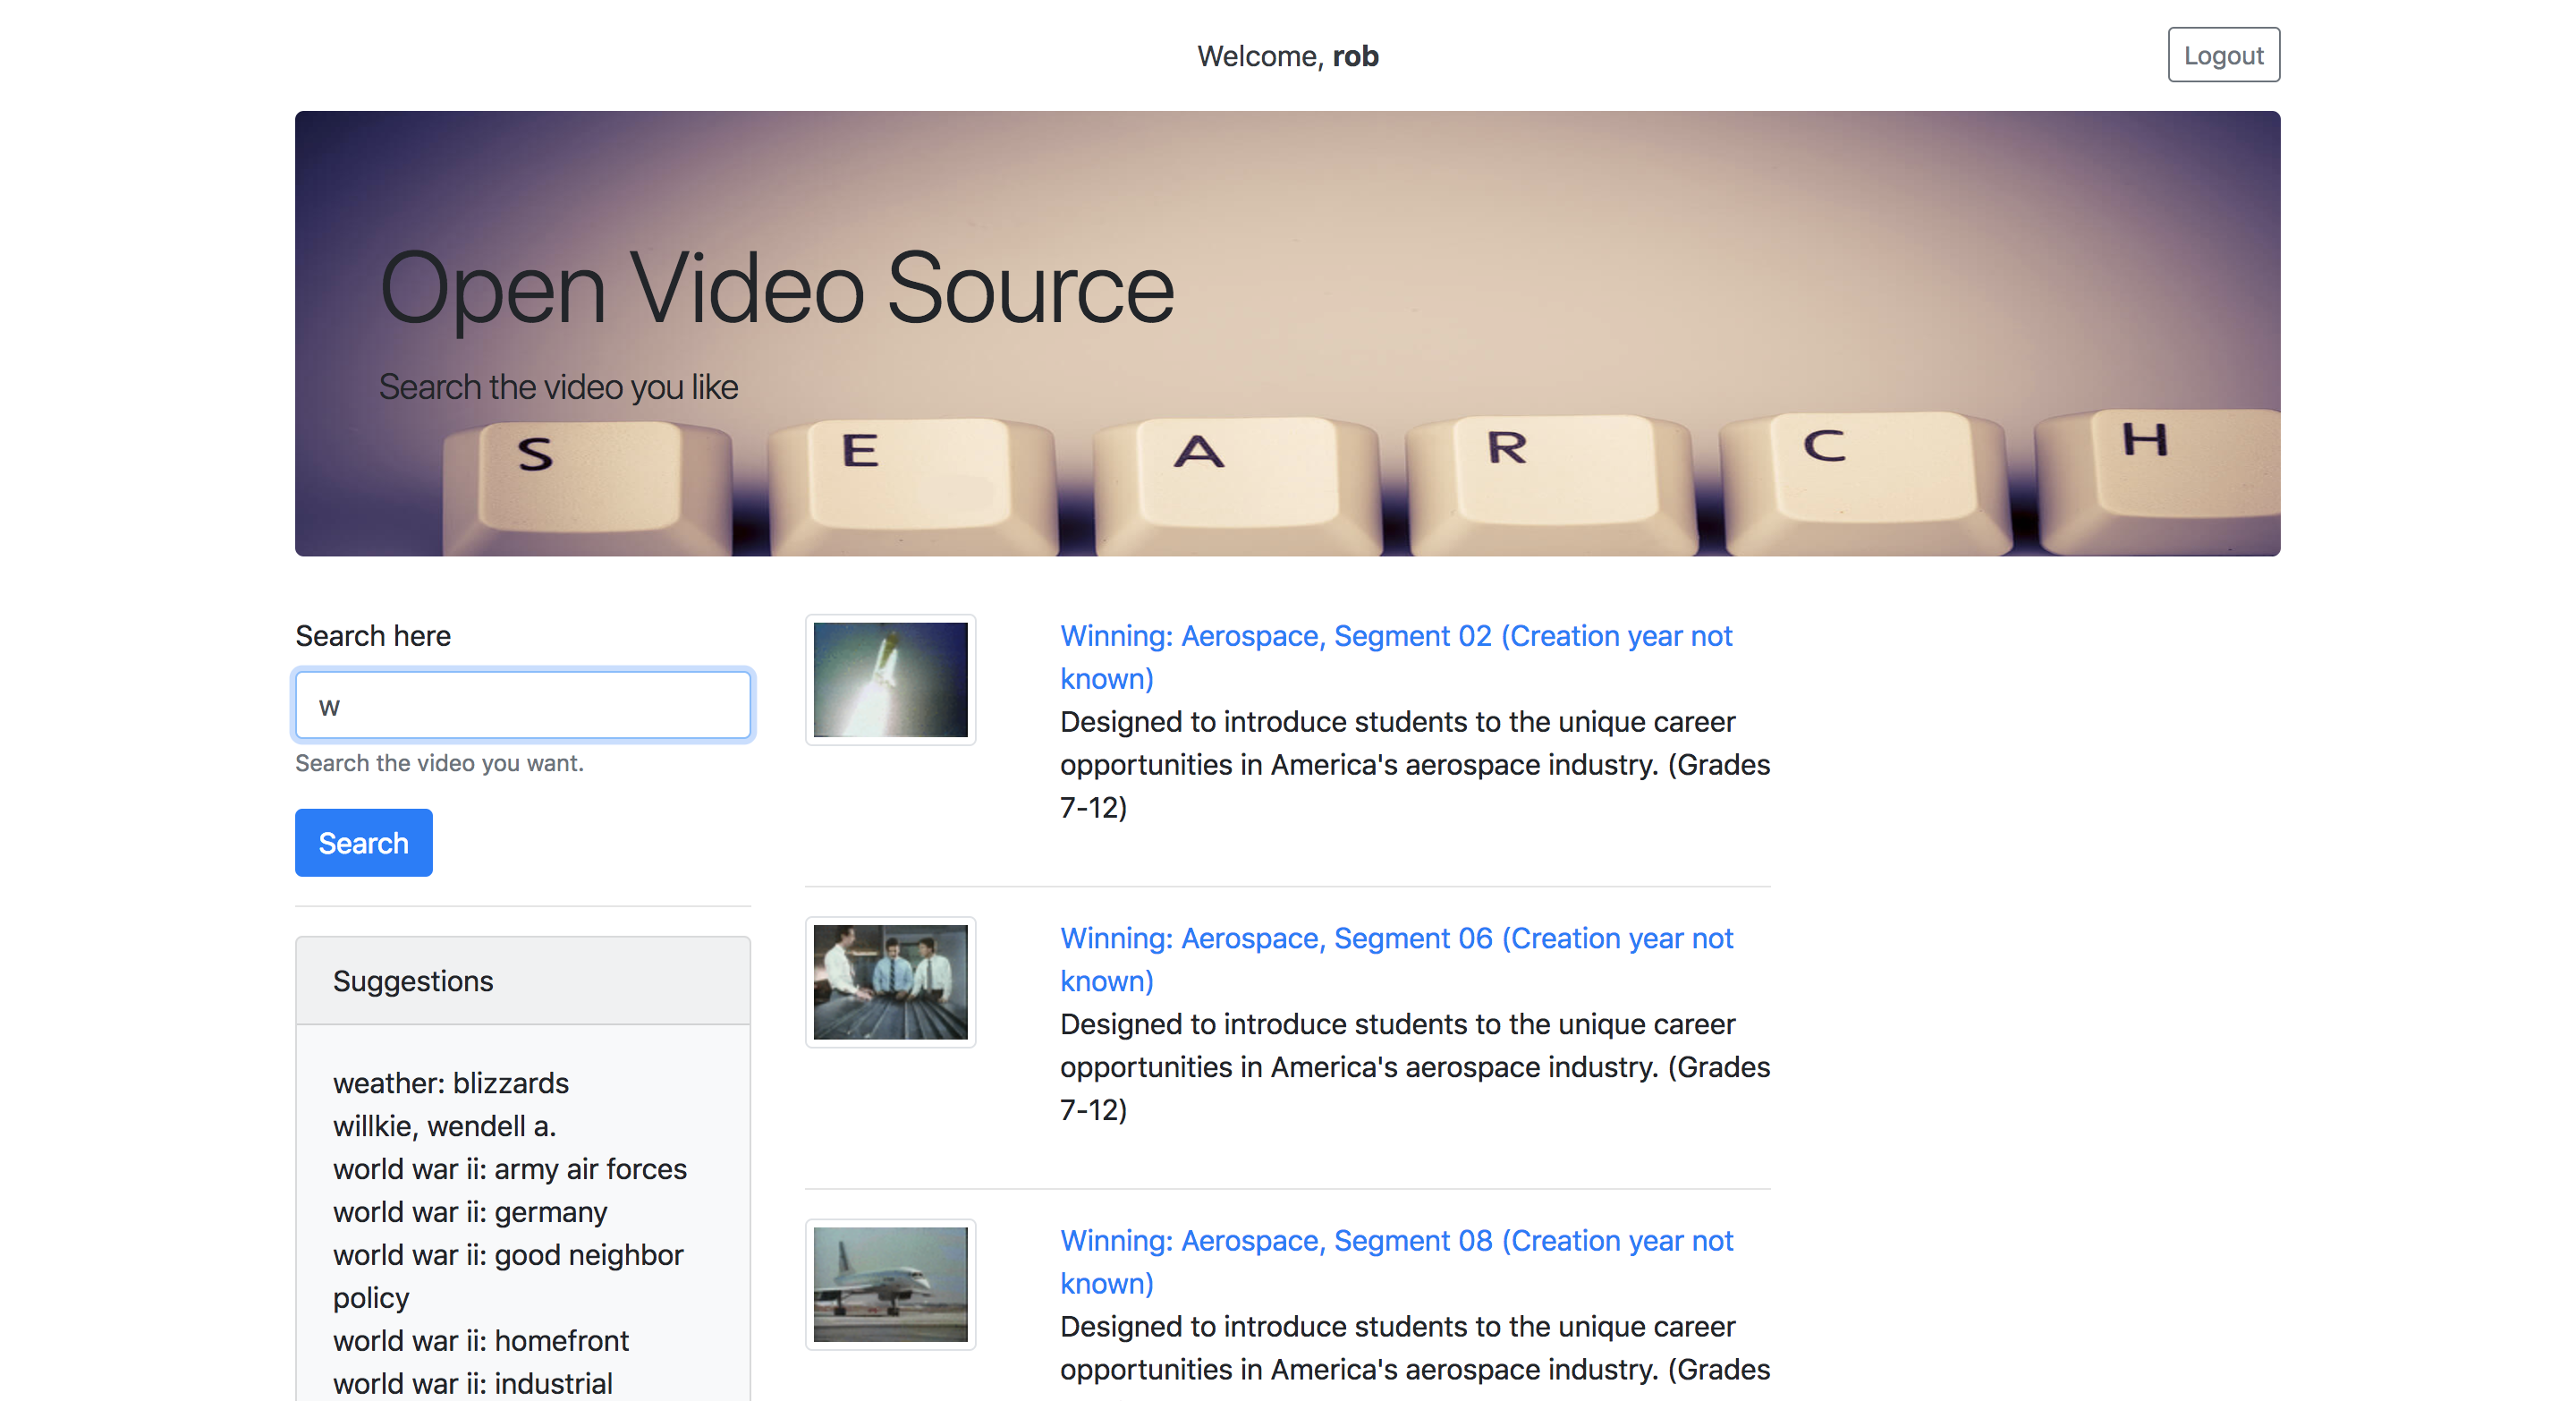 Welcome, rob
Logout
Open Video Source
Search the video you like
S E A R C H
Search here
w
Search the video you want.
Search
Suggestions
weather: blizzards
willkie, wendell a.
world war ii: army air forces
world war ii: germany
world war ii: good neighbor
policy
world war ii: homefront
world war ii: industrial
Winning: Aerospace, Segment 02 (Creation year not
known)
Designed to introduce students to the unique career
opportunities in America's aerospace industry. (Grades
7-12)
Winning: Aerospace, Segment 06 (Creation year not
known)
Designed to introduce students to the unique career
opportunities in America's aerospace industry. (Grades
7-12)
Winning: Aerospace, Segment 08 (Creation year not
known)
Designed to introduce students to the unique career
opportunities in America's aerospace industry. (Grades